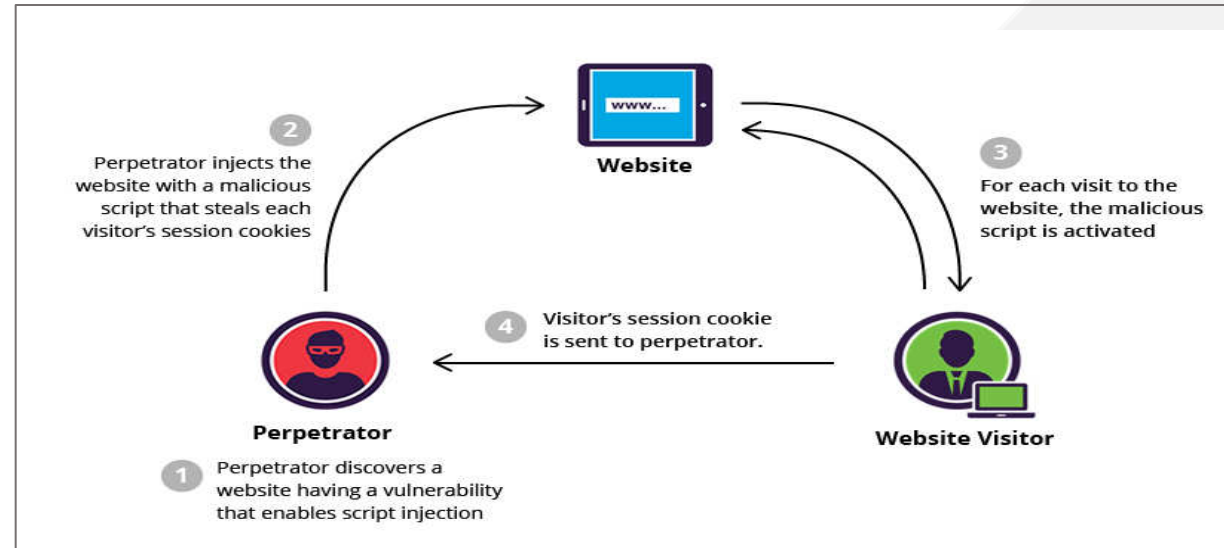 www...
Website
2
Perpetrator injects the
website with a malicious
script that steals each
visitor’s session cookies
3
For each visit to the
website, the malicious
script is activated
4
Visitor’s session cookie
is sent to perpetrator.
Perpetrator
Website Visitor
1
Perpetrator discovers a
website having a vulnerability
that enables script injection